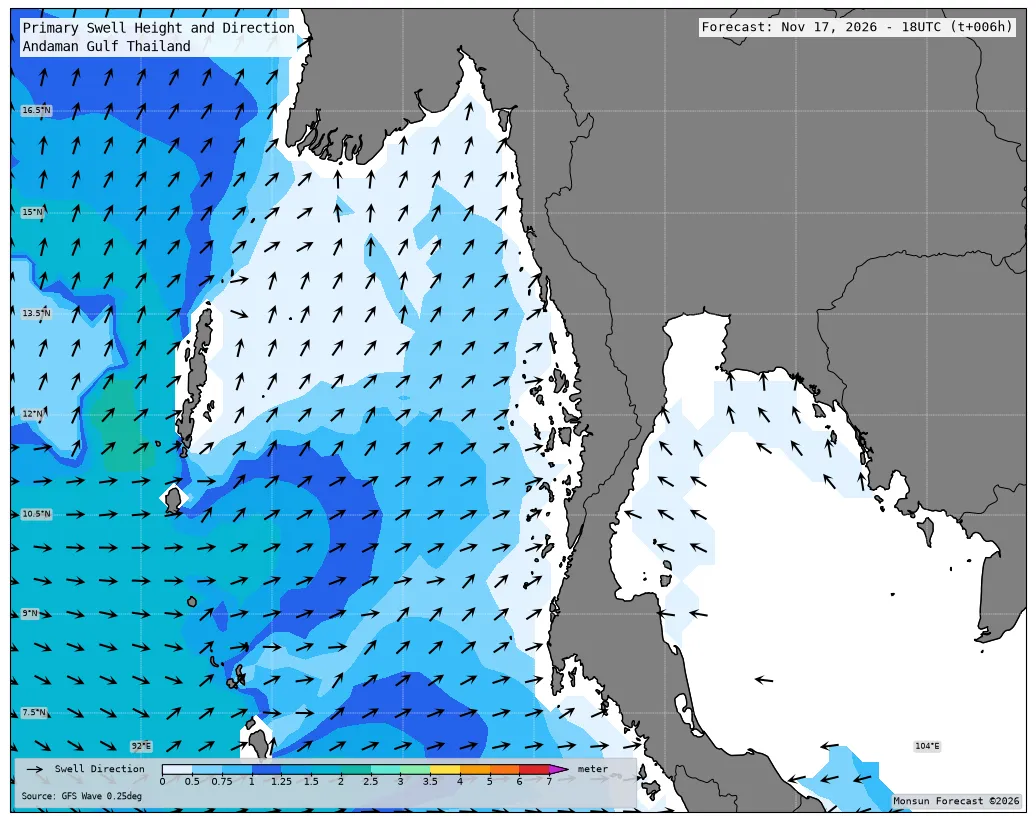 Primary Swell Height and Direction
Andaman Gulf Thailand
Forecast: Nov 17, 2026 - 18UTC (t+006h)
16.5°N
15°N
13.5°N
12°N
10.5°N
9°N
7.5°N
92°E
104°E
Swell Direction
0 0.5 0.75 1 1.25 1.5 2 2.5 3 3.5 4 5 6 7 meter
Source: GFS Wave 0.25deg
Monsun Forecast ©2026